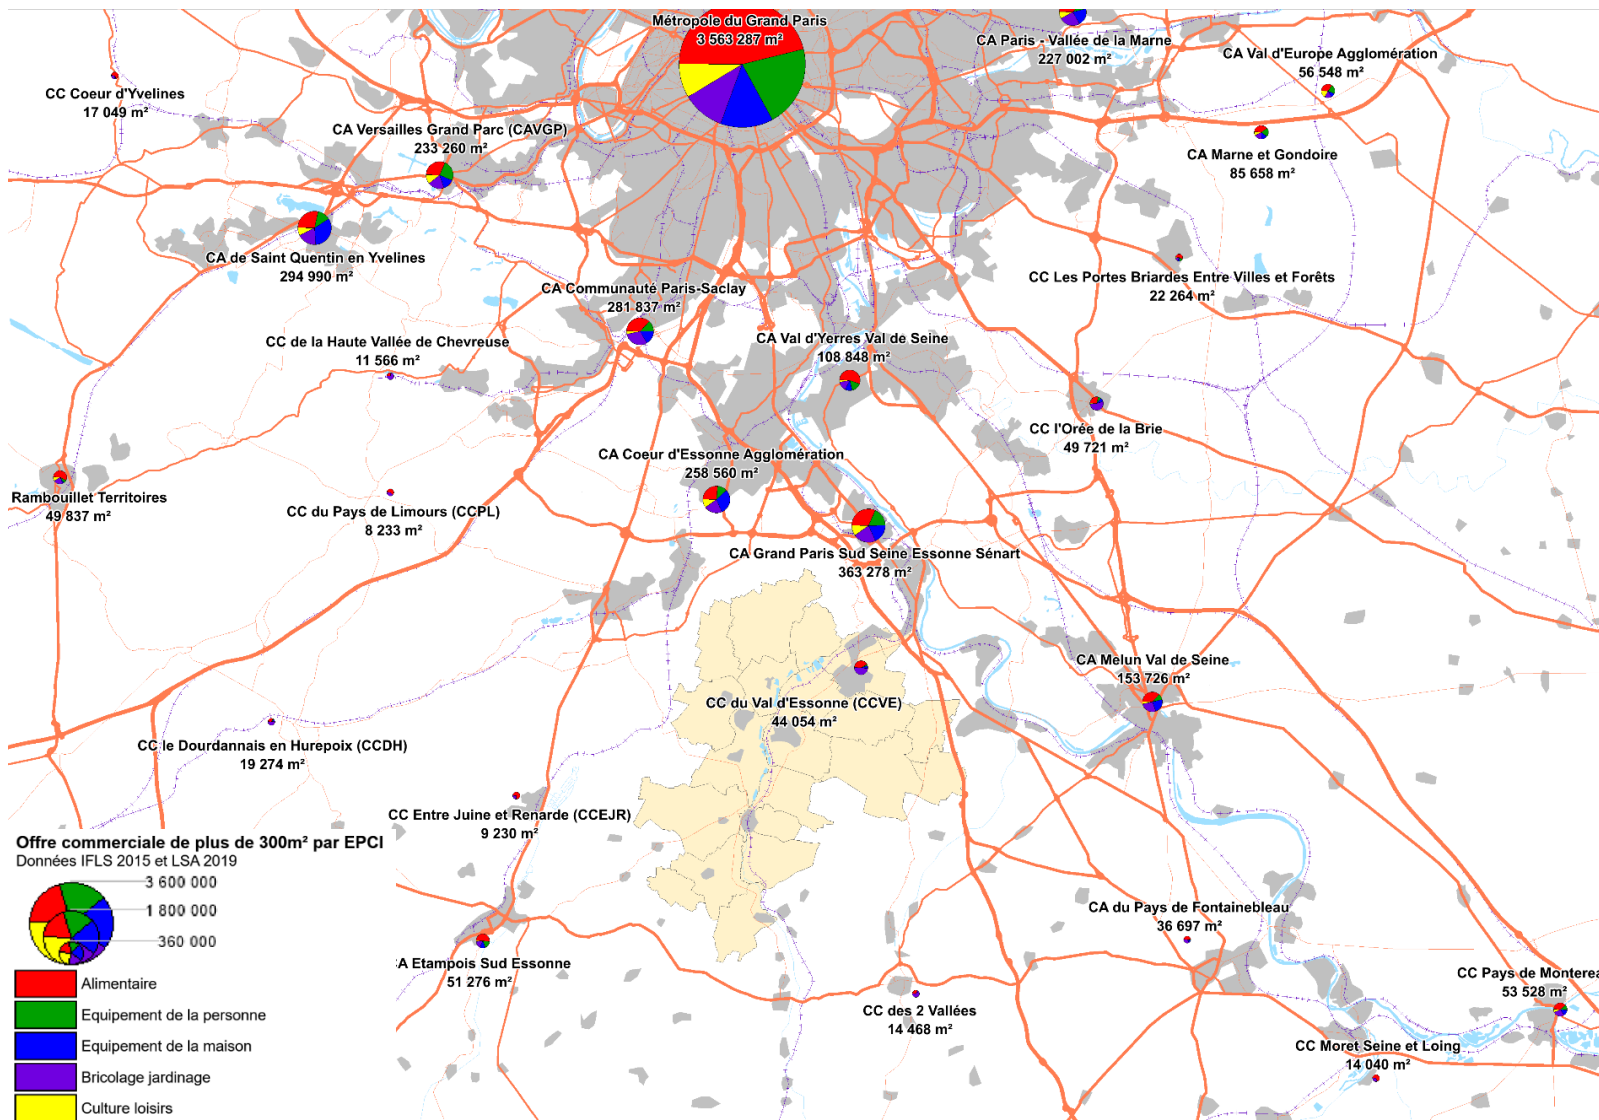 Métropole du Grand Paris
3 563 287 m²
CA Paris - Vallée de la Marne
227 002 m²
CA Val d'Europe Agglomération
56 548 m²
CC Coeur d'Yvelines
17 049 m²
CA Versailles Grand Parc (CAVGP)
233 260 m²
CA Marne et Gondoire
85 658 m²
CA de Saint Quentin en Yvelines
294 990 m²
CA Communauté Paris-Saclay
281 837 m²
CC Les Portes Briardes Entre Villes et Forêts
22 264 m²
CC de la Haute Vallée de Chevreuse
11 566 m²
CA Val d'Yerres Val de Seine
108 848 m²
CC l'Orée de la Brie
49 721 m²
CA Coeur d'Essonne Agglomération
258 560 m²
Rambouillet Territoires
49 837 m²
CC du Pays de Limours (CCPL)
8 233 m²
CA Grand Paris Sud Seine Essonne Sénart
363 278 m²
CA Melun Val de Seine
153 726 m²
CC du Val d'Essonne (CCVE)
44 054 m²
CC le Dourdannais en Hurepoix (CCDH)
19 274 m²
CC Entre Juine et Renarde (CCEJR)
9 230 m²
CA du Pays de Fontainebleau
36 697 m²
CA Etampois Sud Essonne
51 276 m²
CC Pays de Monterea
53 528 m²
CC des 2 Vallées
14 468 m²
CC Moret Seine et Loing
14 040 m²
Offre commerciale de plus de 300m² par EPCI
Données IFLS 2015 et LSA 2019
3 600 000
1 800 000
360 000
Alimentaire
Equipement de la personne
Equipement de la maison
Bricolage jardinage
Culture loisirs